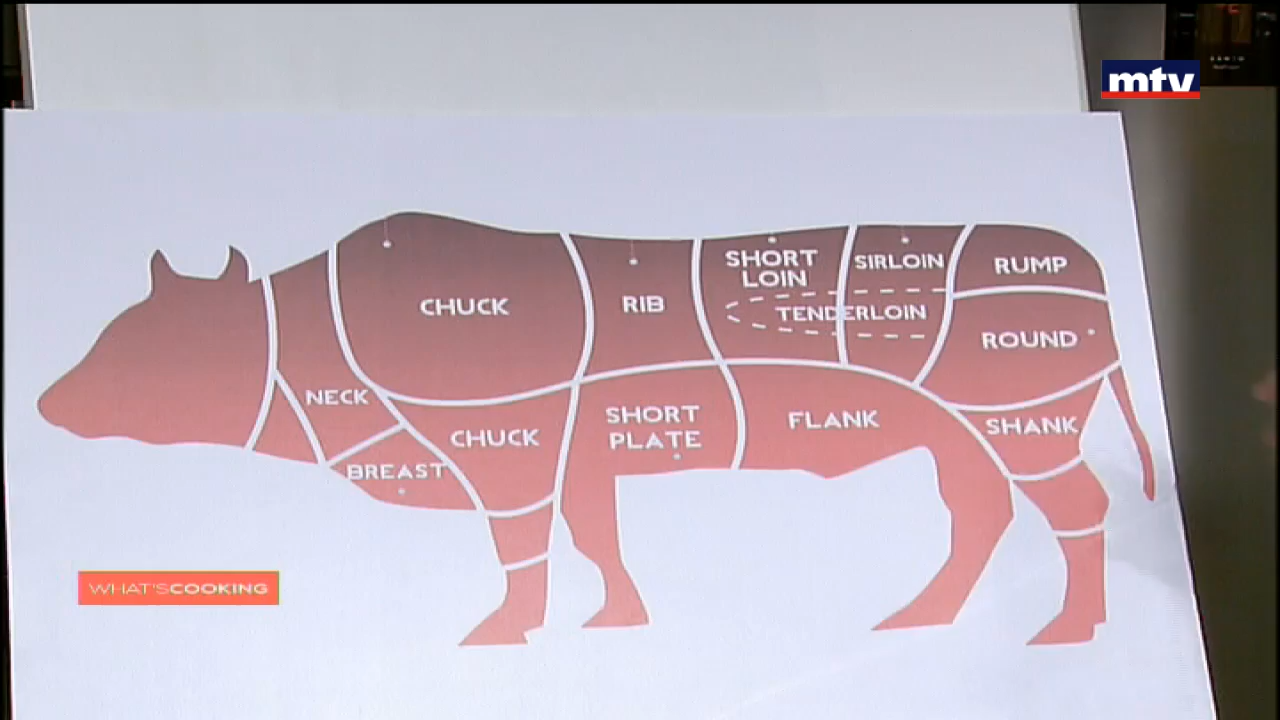 mtv
SHORT
LOIN
SIRLOIN
RUMP
CHUCK
RIB
TENDERLOIN
ROUND
NECK
SHORT
PLATE
FLANK
CHUCK
SHANK
BREAST
WHAT'SCOOKING